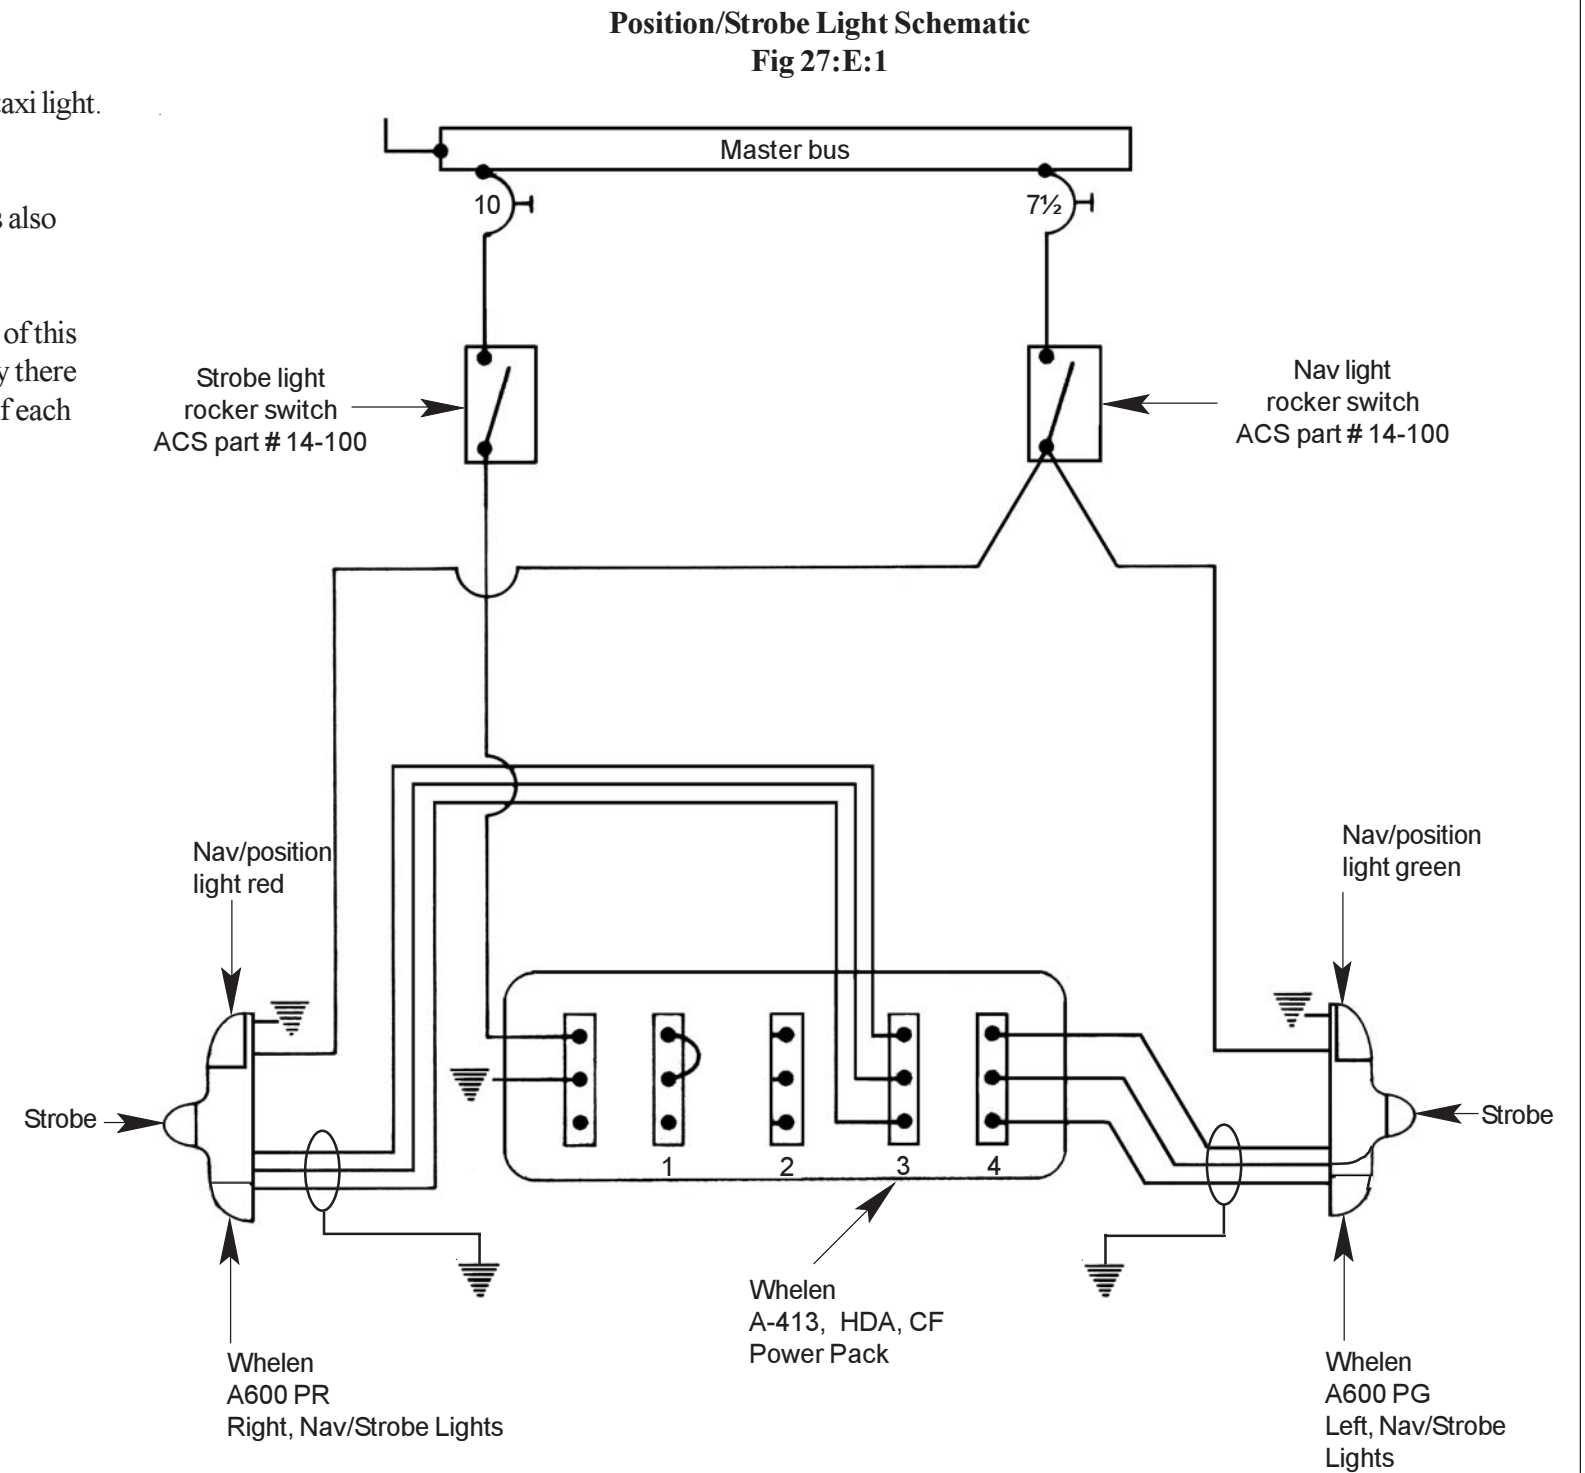 Position/Strobe Light Schematic
Fig 27:E:1
taxi light.
s also
of this
y there
f each
Master bus
10
7½
Strobe light
rocker switch
ACS part # 14-100
Nav light
rocker switch
ACS part # 14-100
Nav/position
light red
Nav/position
light green
Strobe
Strobe
1
2
3
4
Whelen
A-413, HDA, CF
Power Pack
Whelen
A600 PR
Right, Nav/Strobe Lights
Whelen
A600 PG
Left, Nav/Strobe
Lights